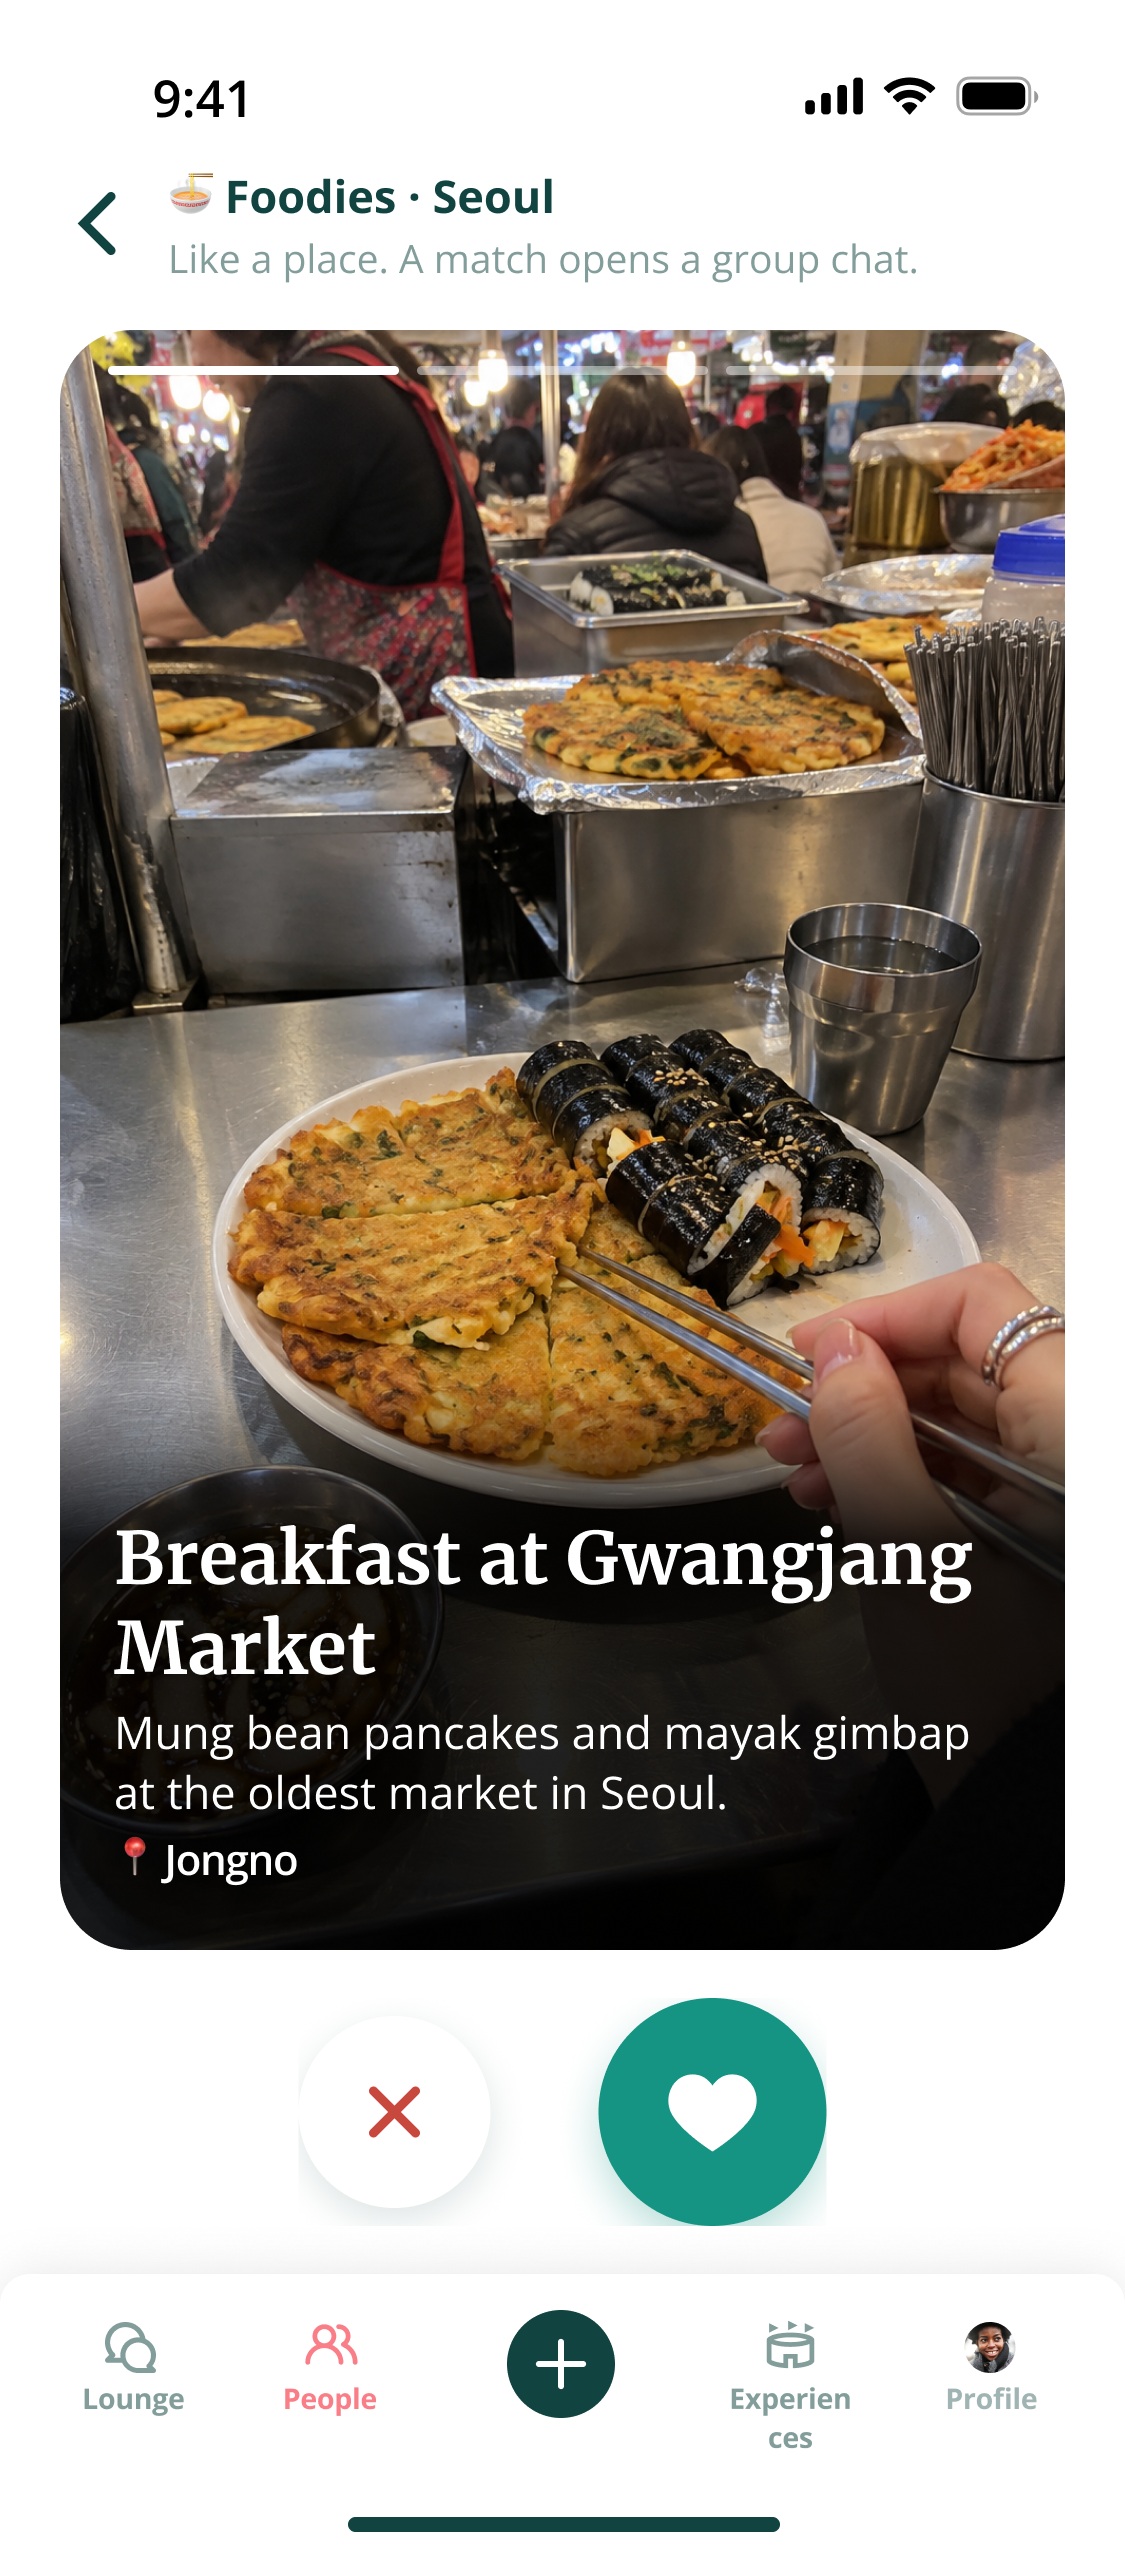 9:41
🍜 Foodies · Seoul
Like a place. A match opens a group chat.
Breakfast at Gwangjang
Market
Mung bean pancakes and mayak gimbap
at the oldest market in Seoul.
📍 Jongno
Lounge
People
Experien
ces
Profile